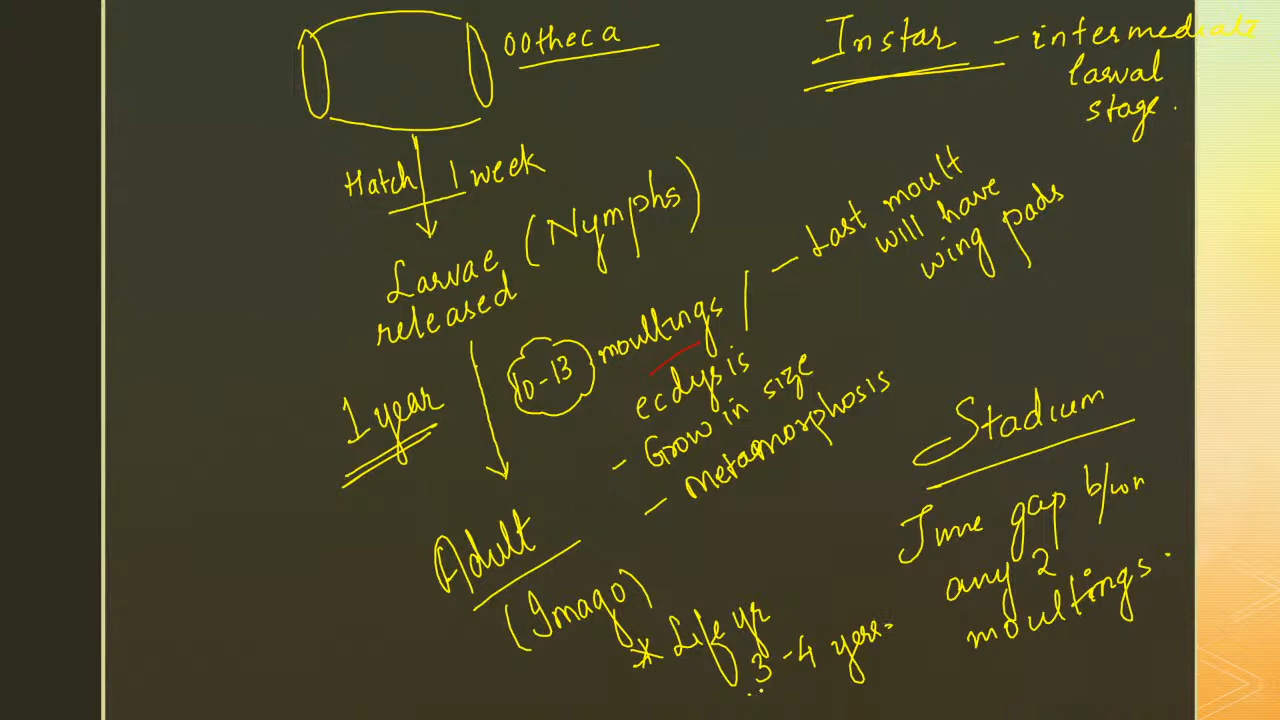 Ootheca
Instar - intermediate
larval
stage.
Hatch 1 week
Larvae (Nymphs)
released
- Last moult
will have
wing pads
1 year
10-13 moultings
ecdysis
- Grow in size
- Metamorphosis
Stadium
Time gap b/wn
any 2
moultings.
Adult
(Imago)
* Life yr
3-4 yers.